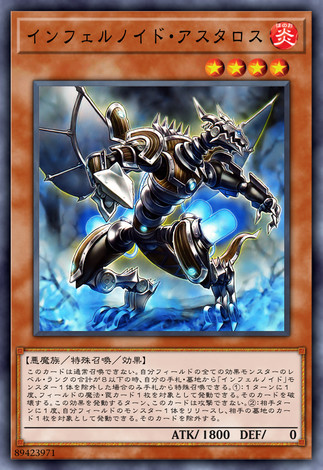 インフェルノイド・アスタロス
炎
【悪魔族／特殊召喚／効果】
このカードは通常召喚できない。自分フィールドの全ての効果モンスターのレ
ベル・ランクの合計が８以下の時、自分の手札・墓地から「インフェルノイド」モ
ンスター１体を除外した場合のみ手札から特殊召喚できる。①：１ターンに１
度、フィールドの魔法・罠カード１枚を対象として発動できる。そのカードを破
壊する。この効果を発動するターン、このカードは攻撃できない。②：相手ター
ンに１度、自分フィールドのモンスター１体をリリースし、相手の墓地のカー
ド１枚を対象として発動できる。そのカードを除外する。
ATK/ 1800 DEF/ 0
89423971